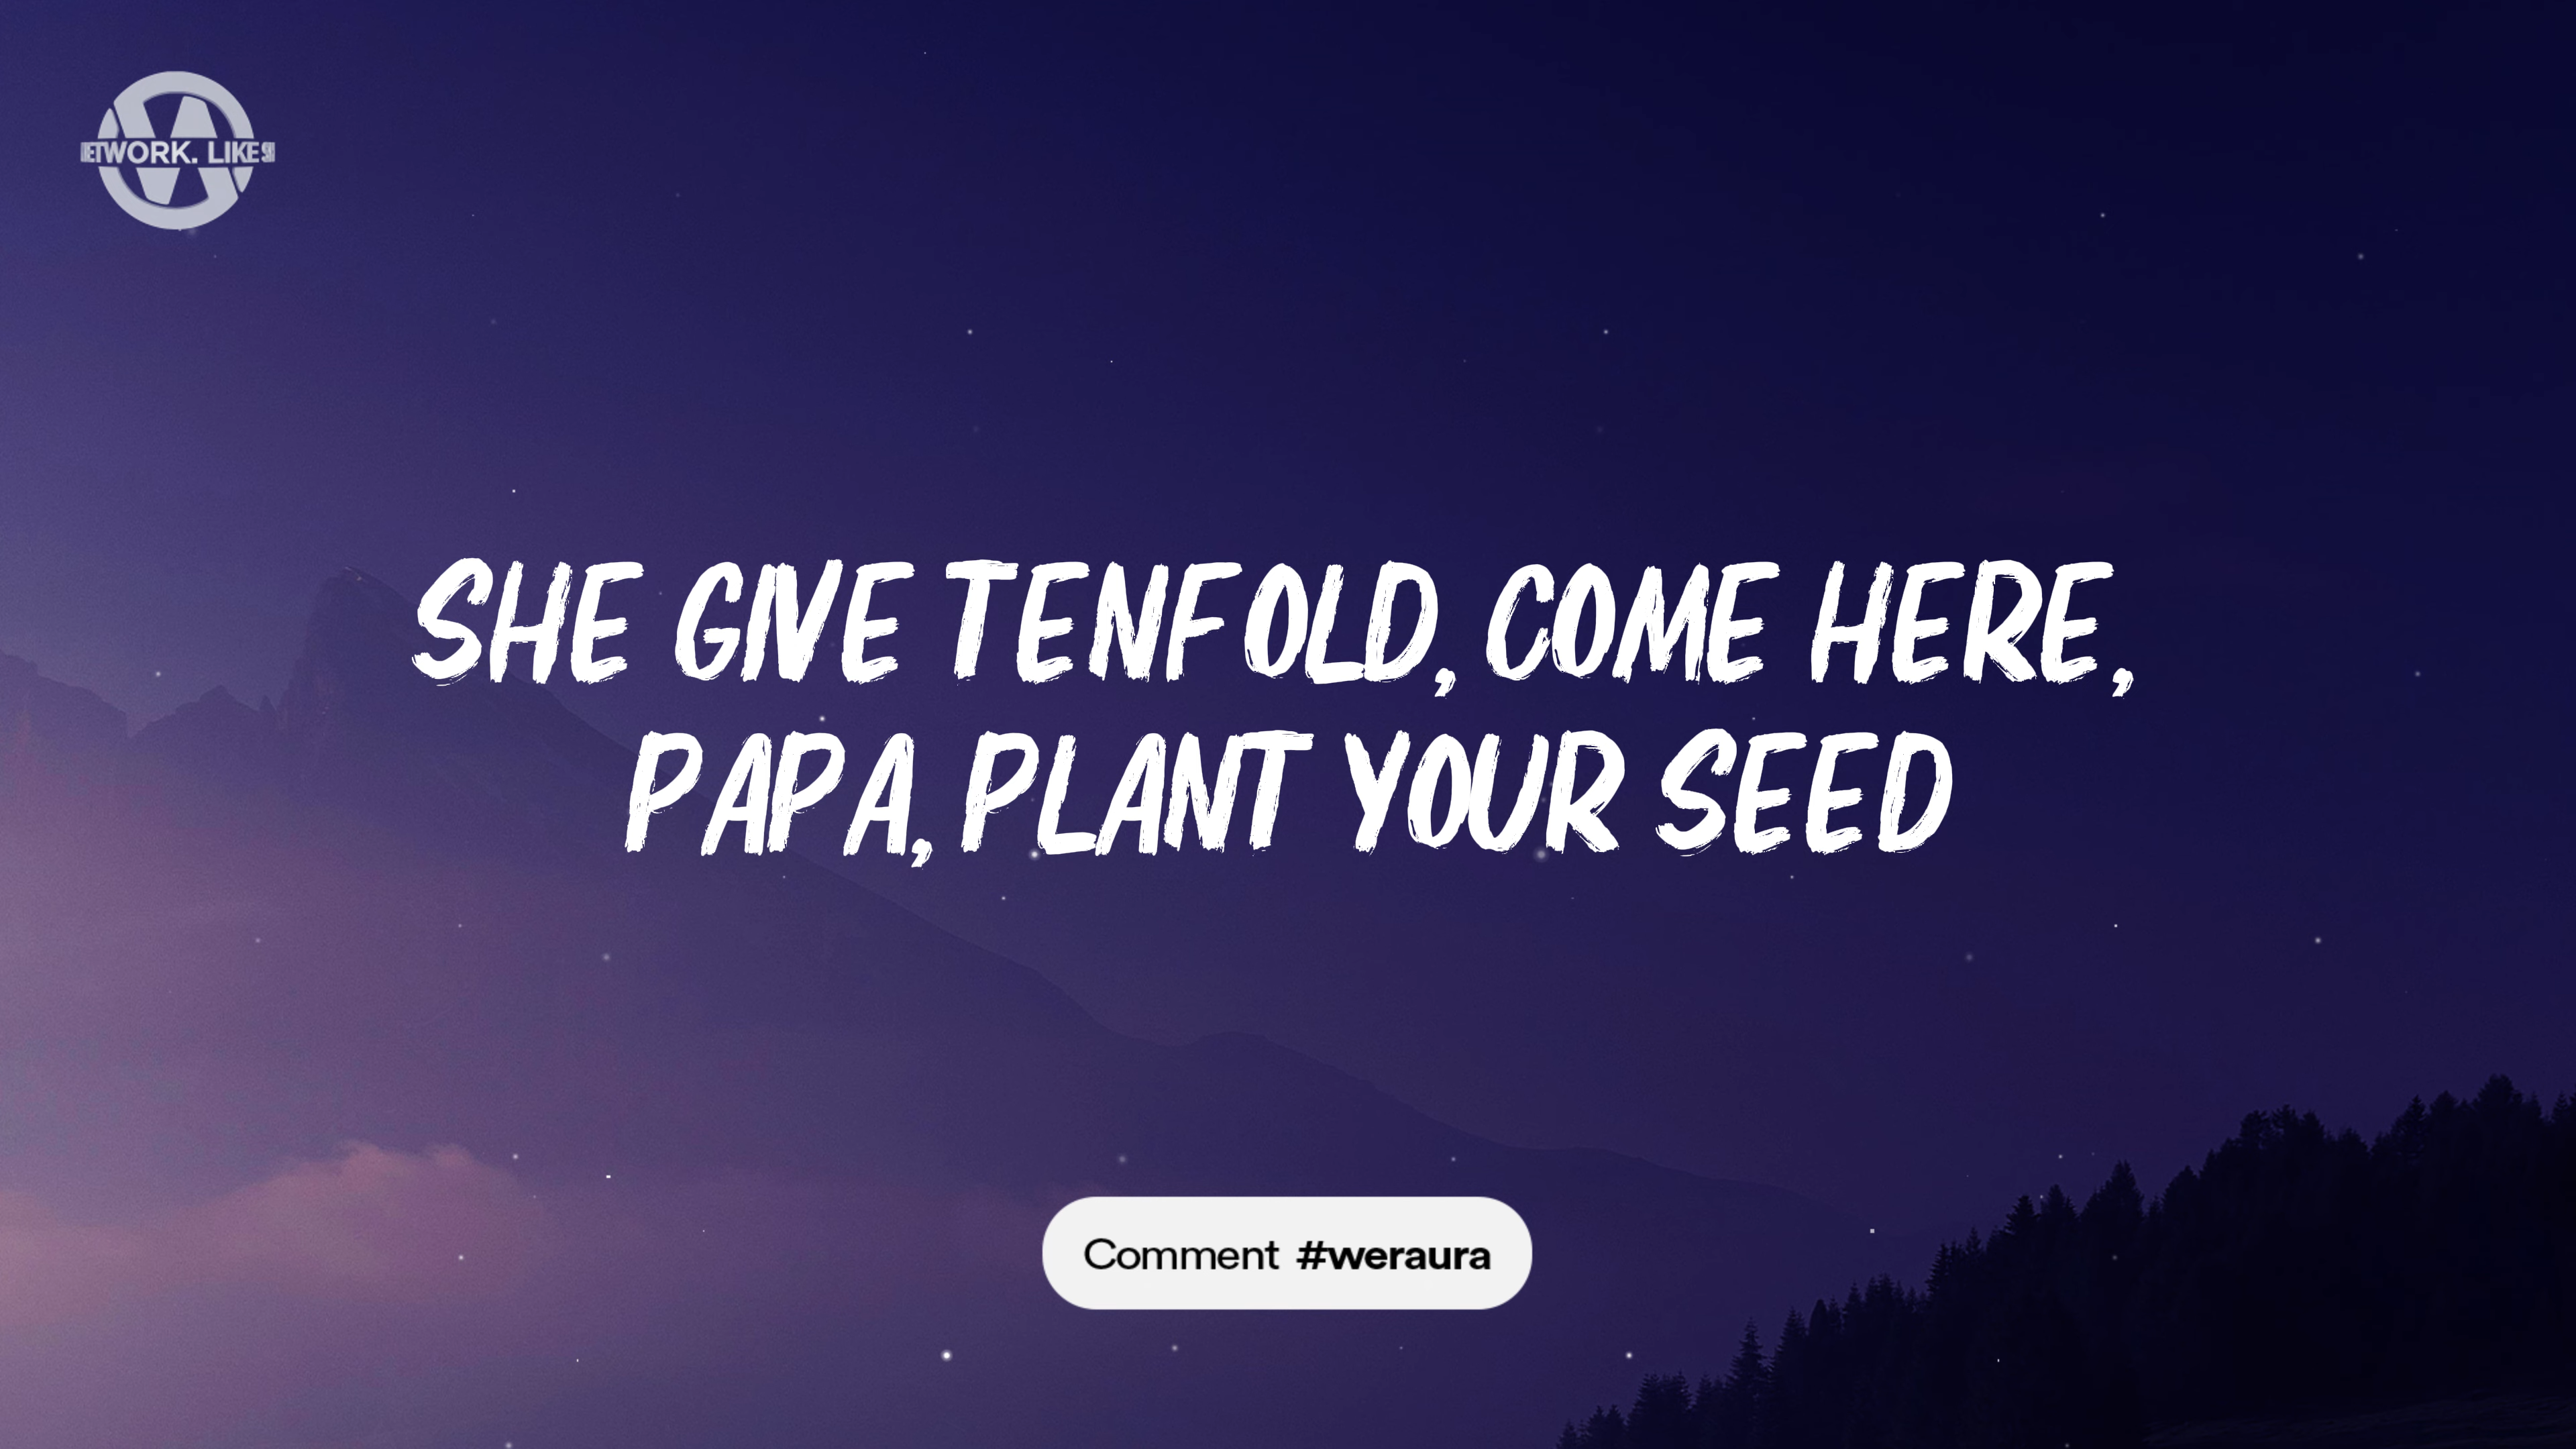 ETWORK. LIKE
SHE GIVE TENFOLD, COME HERE,
PAPA, PLANT YOUR SEED
Comment #weraura